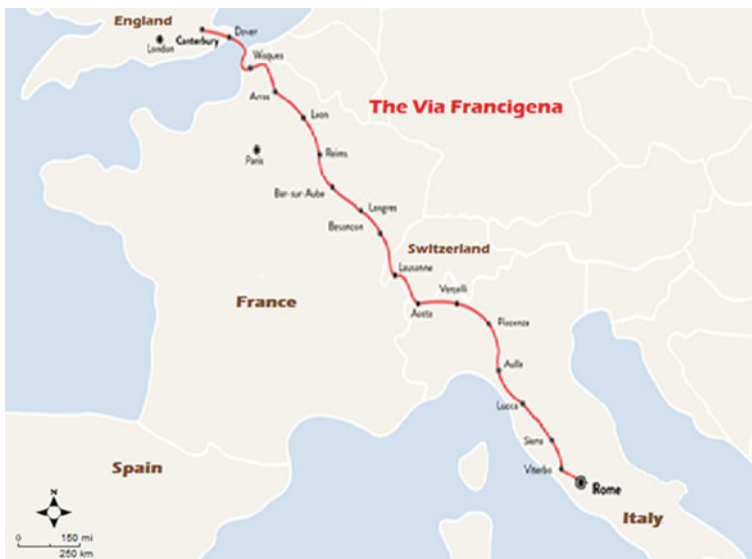 England
Dover
London
Canterbury
Wisques
Arras
Laon
The Via Francigena
Paris
Reims
Bar-sur-Aube
Langres
Besancon
Switzerland
Lausanne
France
Vercelli
Aosta
Piacenza
Aulla
Lucca
Siena
Spain
Viterbo
Rome
N
Italy
0 150 mi
250 km